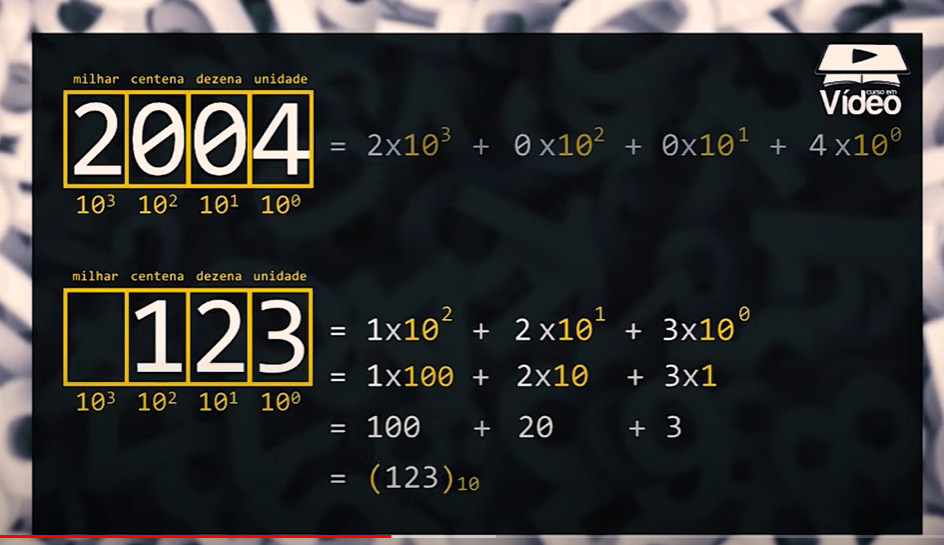 curso em
Vídeo
milhar centena dezena unidade
2004 = 2x10³ + 0x10² + 0x10¹ + 4x10⁰
10³ 10² 10¹ 10⁰
milhar centena dezena unidade
123 = 1x10² + 2x10¹ + 3x10⁰
10³ 10² 10¹ 10⁰
= 1x100 + 2x10 + 3x1
= 100 + 20 + 3
= (123)₁₀